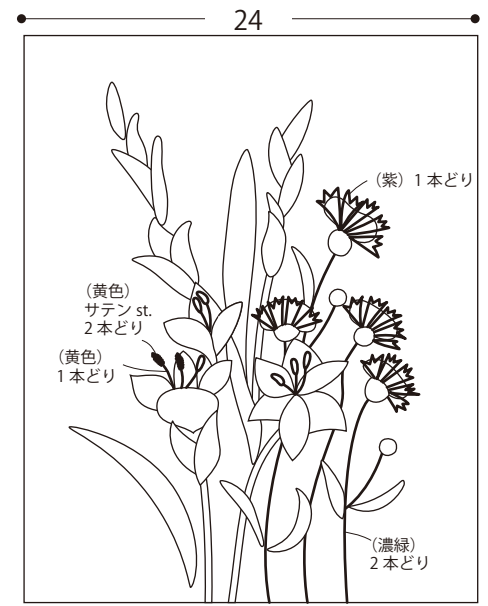 24
（紫）1本どり
（黄色）
サテン st.
2本どり
（黄色）
1本どり
（濃緑）
2本どり